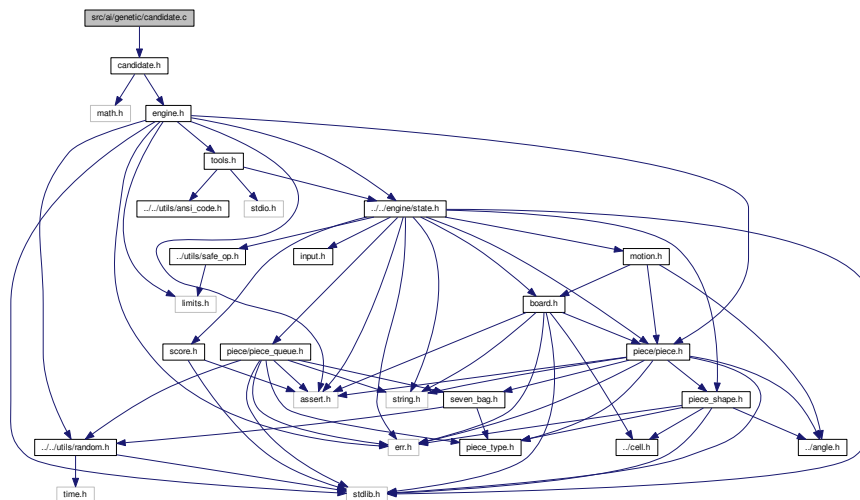 src/ai/genetic/candidate.c
candidate.h
math.h
engine.h
tools.h
../../utils/ansi_code.h
stdio.h
../../engine/state.h
../utils/safe_op.h
input.h
motion.h
limits.h
board.h
score.h
piece/piece_queue.h
piece/piece.h
assert.h
string.h
seven_bag.h
piece_shape.h
../../utils/random.h
err.h
piece_type.h
../cell.h
../angle.h
time.h
stdlib.h